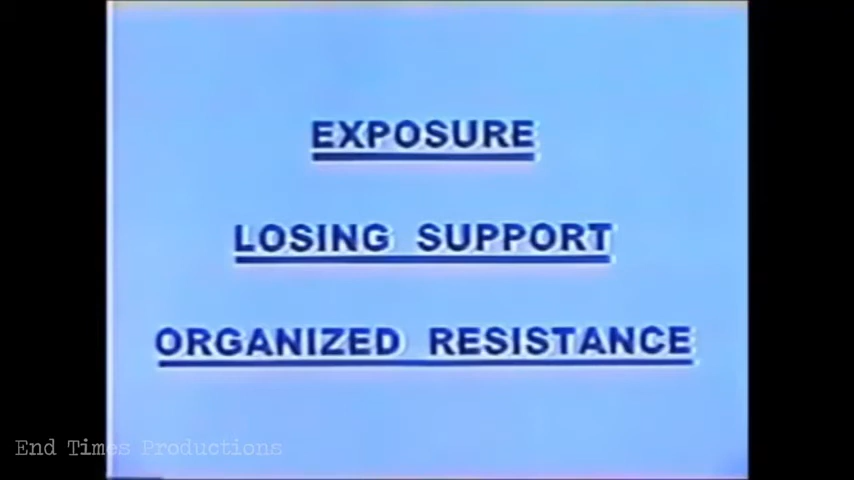 EXPOSURE
LOSING SUPPORT
ORGANIZED RESISTANCE
End Times Productions